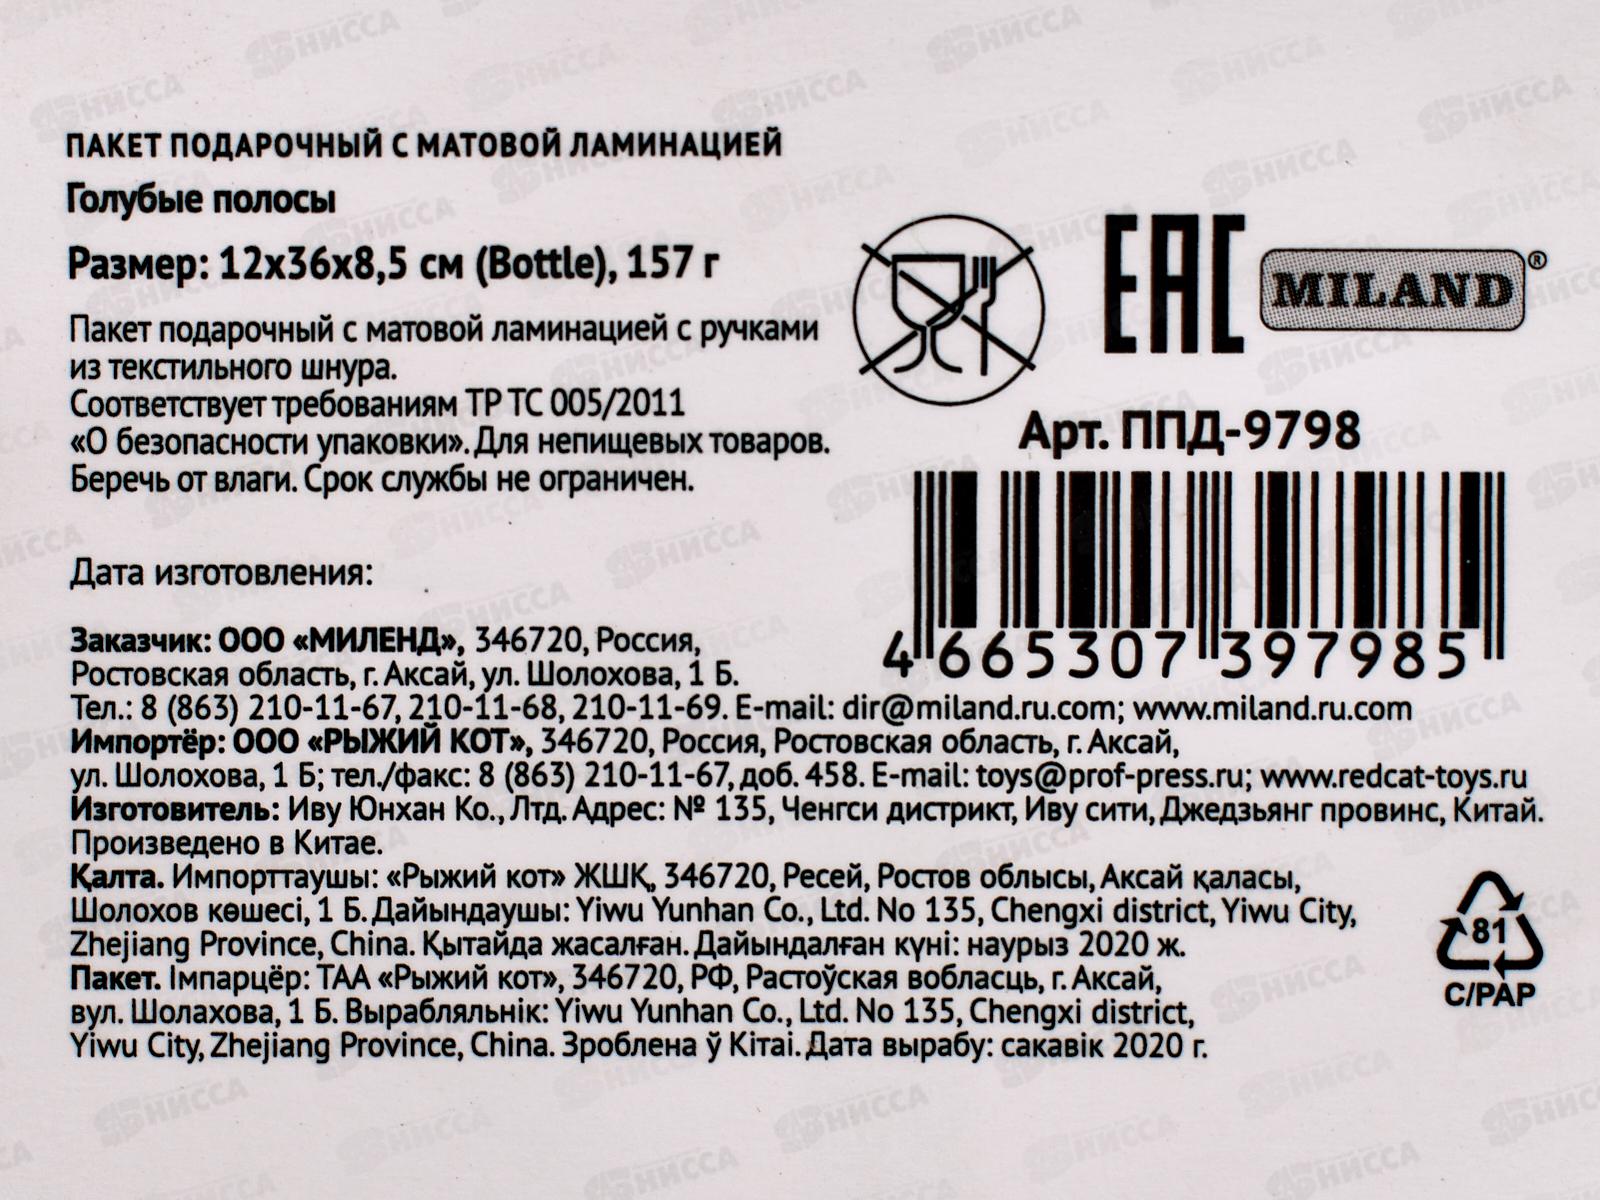 ПАКЕТ ПОДАРОЧНЫЙ С МАТОВОЙ ЛАМИНАЦИЕЙ
Голубые полосы
Размер: 12х36х8,5 см (Bottle), 157 г
Пакет подарочный с матовой ламинацией с ручками
из текстильного шнура.
Соответствует требованиям ТР ТС 005/2011
«О безопасности упаковки». Для непищевых товаров.
Беречь от влаги. Срок службы не ограничен.
EAC
MILAND®
Арт. ППД-9798
4 665307 397985
Дата изготовления:
Заказчик: ООО «МИЛЕНД», 346720, Россия,
Ростовская область, г. Аксай, ул. Шолохова, 1 Б.
Тел.: 8 (863) 210-11-67, 210-11-68, 210-11-69. E-mail: dir@miland.ru.com; www.miland.ru.com
Импортёр: ООО «РЫЖИЙ КОТ», 346720, Россия, Ростовская область, г. Аксай,
ул. Шолохова, 1 Б; тел./факс: 8 (863) 210-11-67, доб. 458. E-mail: toys@prof-press.ru; www.redcat-toys.ru
Изготовитель: Иву Юнхан Ко., Лтд. Адрес: № 135, Ченгси дистрикт, Иву сити, Джедзьянг провинс, Китай.
Произведено в Китае.
Қалта. Импорттаушы: «Рыжий кот» ЖШҚ, 346720, Ресей, Ростов облысы, Аксай қаласы,
Шолохов көшесі, 1 Б. Дайындаушы: Yiwu Yunhan Co., Ltd. No 135, Chengxi district, Yiwu City,
Zhejiang Province, China. Қытайда жасалған. Дайындалған күні: наурыз 2020 ж.
Пакет. Імпарцёр: ТАА «Рыжий кот», 346720, РФ, Растоўская вобласць, г. Аксай,
вул. Шолахова, 1 Б. Вырабляльнік: Yiwu Yunhan Co., Ltd. No 135, Chengxi district,
Yiwu City, Zhejiang Province, China. Зроблена ў Кітаі. Дата вырабу: сакавік 2020 г.
81
C/PAP
НИССА